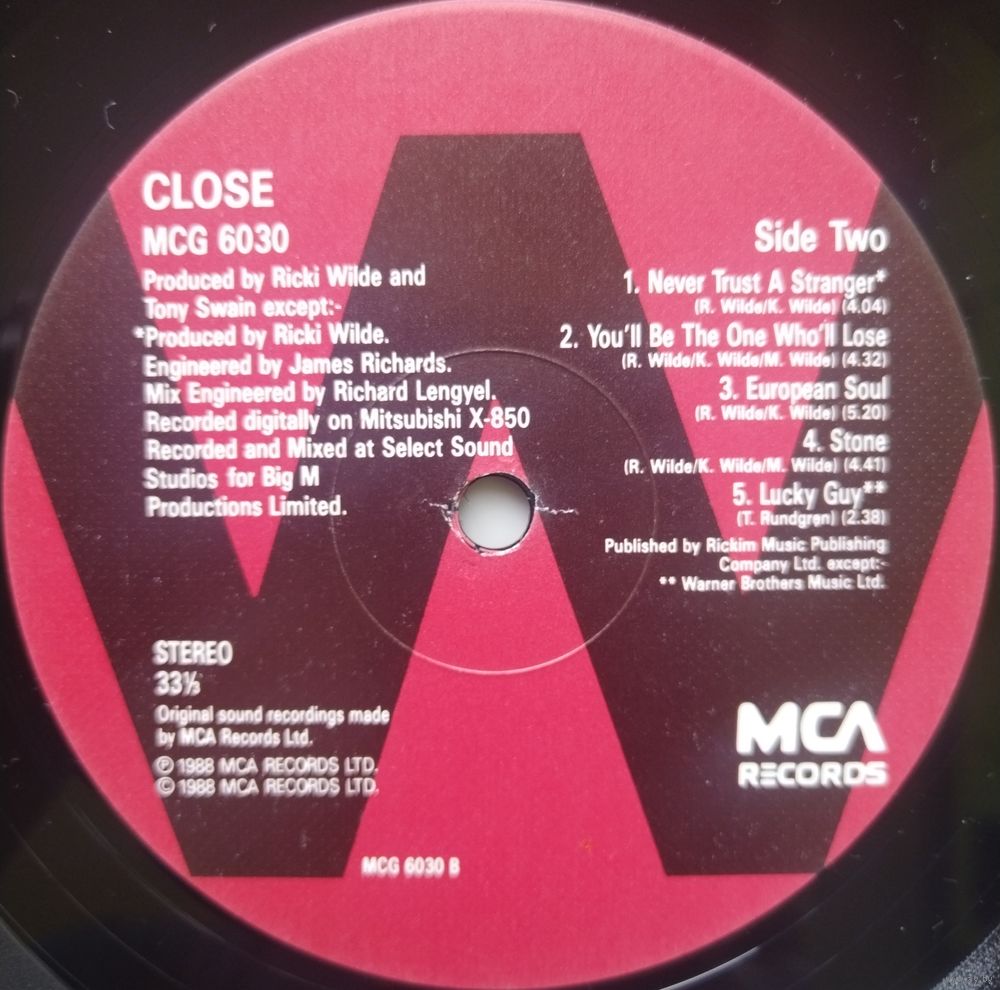 CLOSE
MCG 6030
Produced by Ricki Wilde and
Tony Swain except:-
*Produced by Ricki Wilde.
Engineered by James Richards.
Mix Engineered by Richard Lengyel.
Recorded digitally on Mitsubishi X-850
Recorded and Mixed at Select Sound
Studios for Big M
Productions Limited.
Side Two
1. Never Trust A Stranger*
(R. Wilde/K. Wilde) (4.04)
2. You'll Be The One Who'll Lose
(R. Wilde/K. Wilde/M. Wilde) (4.32)
3. European Soul
(R. Wilde/K. Wilde) (5.20)
4. Stone
(R. Wilde/K. Wilde/M. Wilde) (4.41)
5. Lucky Guy**
(T. Rundgren) (2.38)
Published by Rickim Music Publishing
Company Ltd. except:-
** Warner Brothers Music Ltd.
STEREO
33⅓
Original sound recordings made
by MCA Records Ltd.
℗ 1988 MCA RECORDS LTD.
© 1988 MCA RECORDS LTD.
MCA
RECORDS
MCG 6030 B